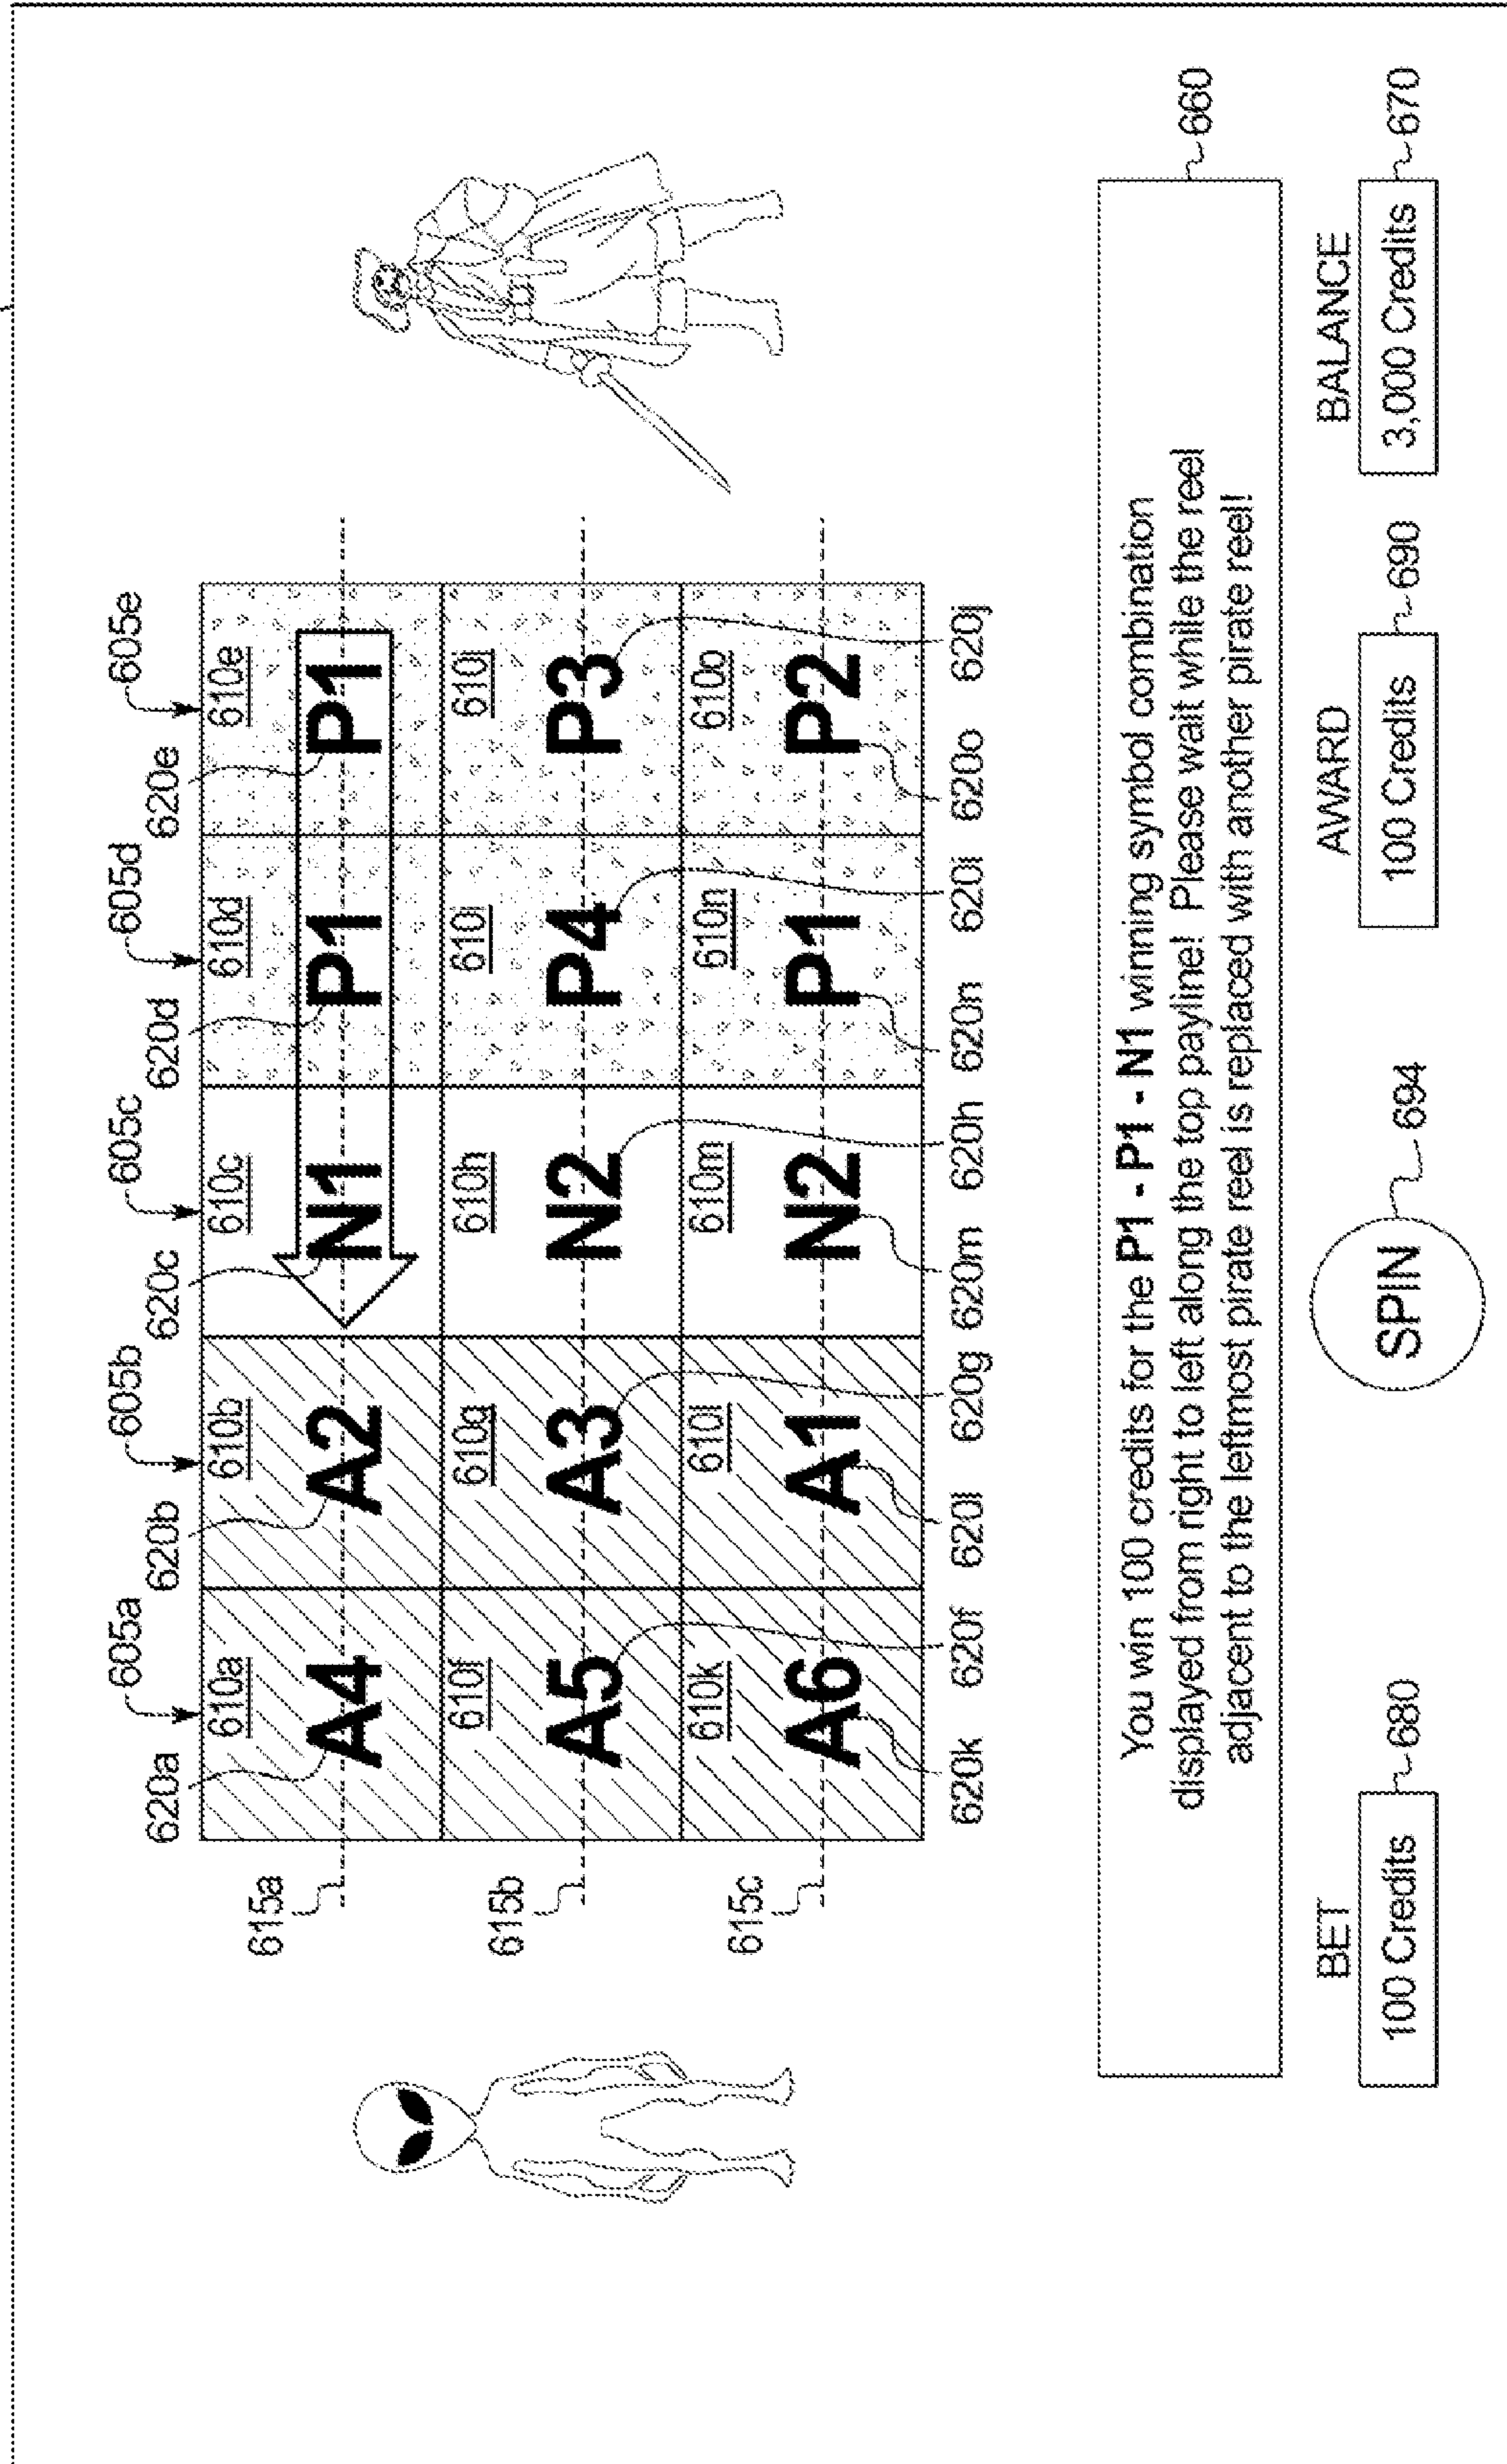 605a 605b 605c 605d 605e
620a 620b 620c 620d 620e
610a 610b 610c 610d 610e
615a A4 A2 N1 P1 P1
610f 610g 610h 610i 610j
615b A5 A3 N2 P4 P3
610k 610l 610m 610n 610o
615c A6 A1 N2 P1 P2
620k 620f 620l 620g 620m 620h 620n 620i 620o 620j
You win 100 credits for the P1 - P1 - N1 winning symbol combination
displayed from right to left along the top payline! Please wait while the reel
adjacent to the leftmost pirate reel is replaced with another pirate reel!
660
BET AWARD BALANCE
100 Credits 680 SPIN 694 100 Credits 690 3,000 Credits 670